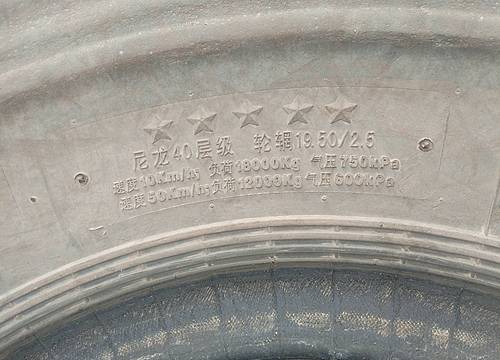 尼龙40层级 轮辋19.50/2.5
速度10Km/h; 负荷18000Kg 气压750kPa
速度50Km/h; 负荷12008Kg 气压600kPa